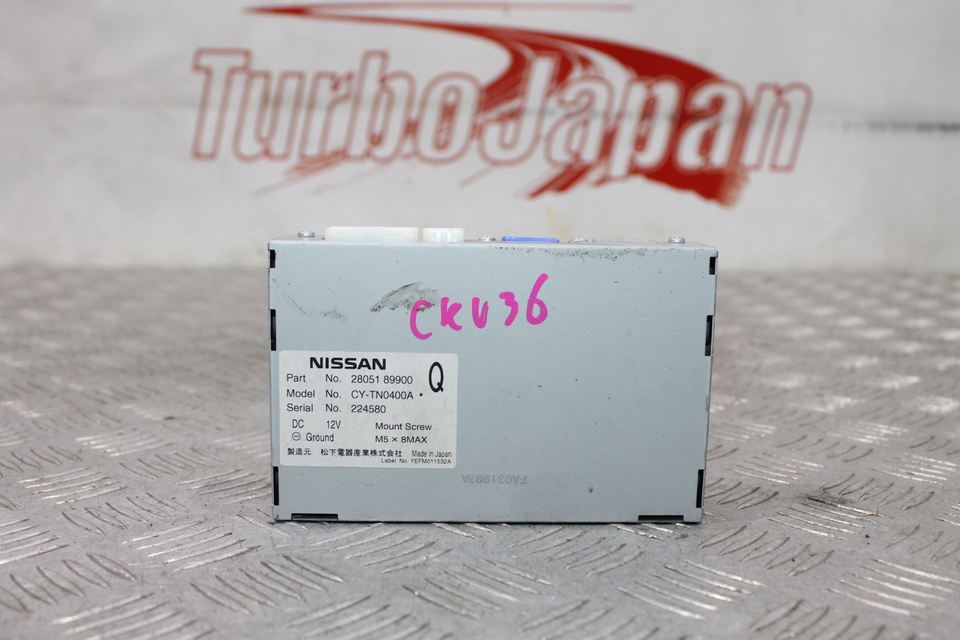 TurboJapan
CKV36
NISSAN
Q
Part No. 28051 89900
Model No. CY-TN0400A
Serial No. 224580
DC 12V Mount Screw
⊖ Ground M5 × 8MAX
製造元 松下電器産業株式会社 Made in Japan
Label No. YEFM011532A
FA031993A